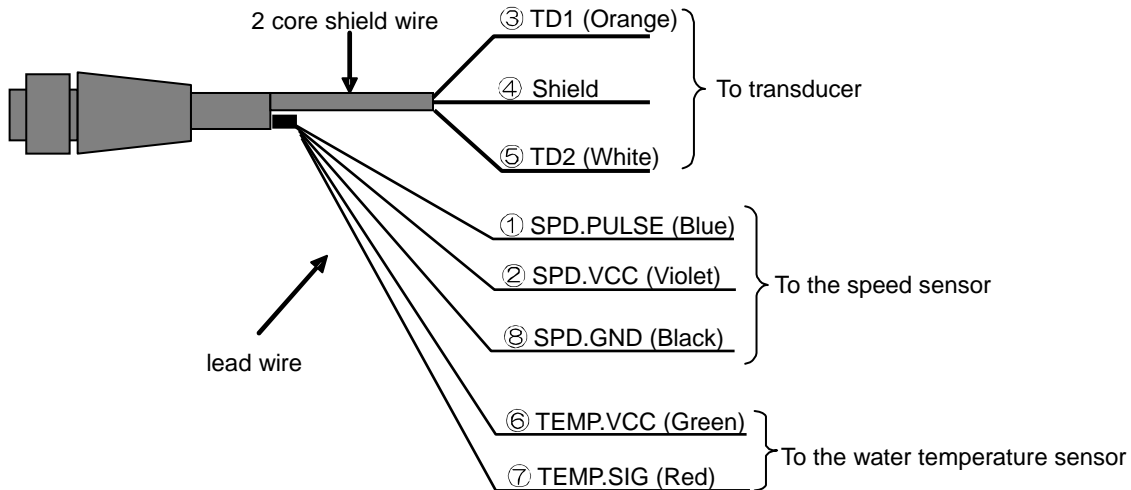 2 core shield wire
③ TD1 (Orange)
④ Shield
To transducer
⑤ TD2 (White)
① SPD.PULSE (Blue)
② SPD.VCC (Violet)
To the speed sensor
⑧ SPD.GND (Black)
lead wire
⑥ TEMP.VCC (Green)
To the water temperature sensor
⑦ TEMP.SIG (Red)